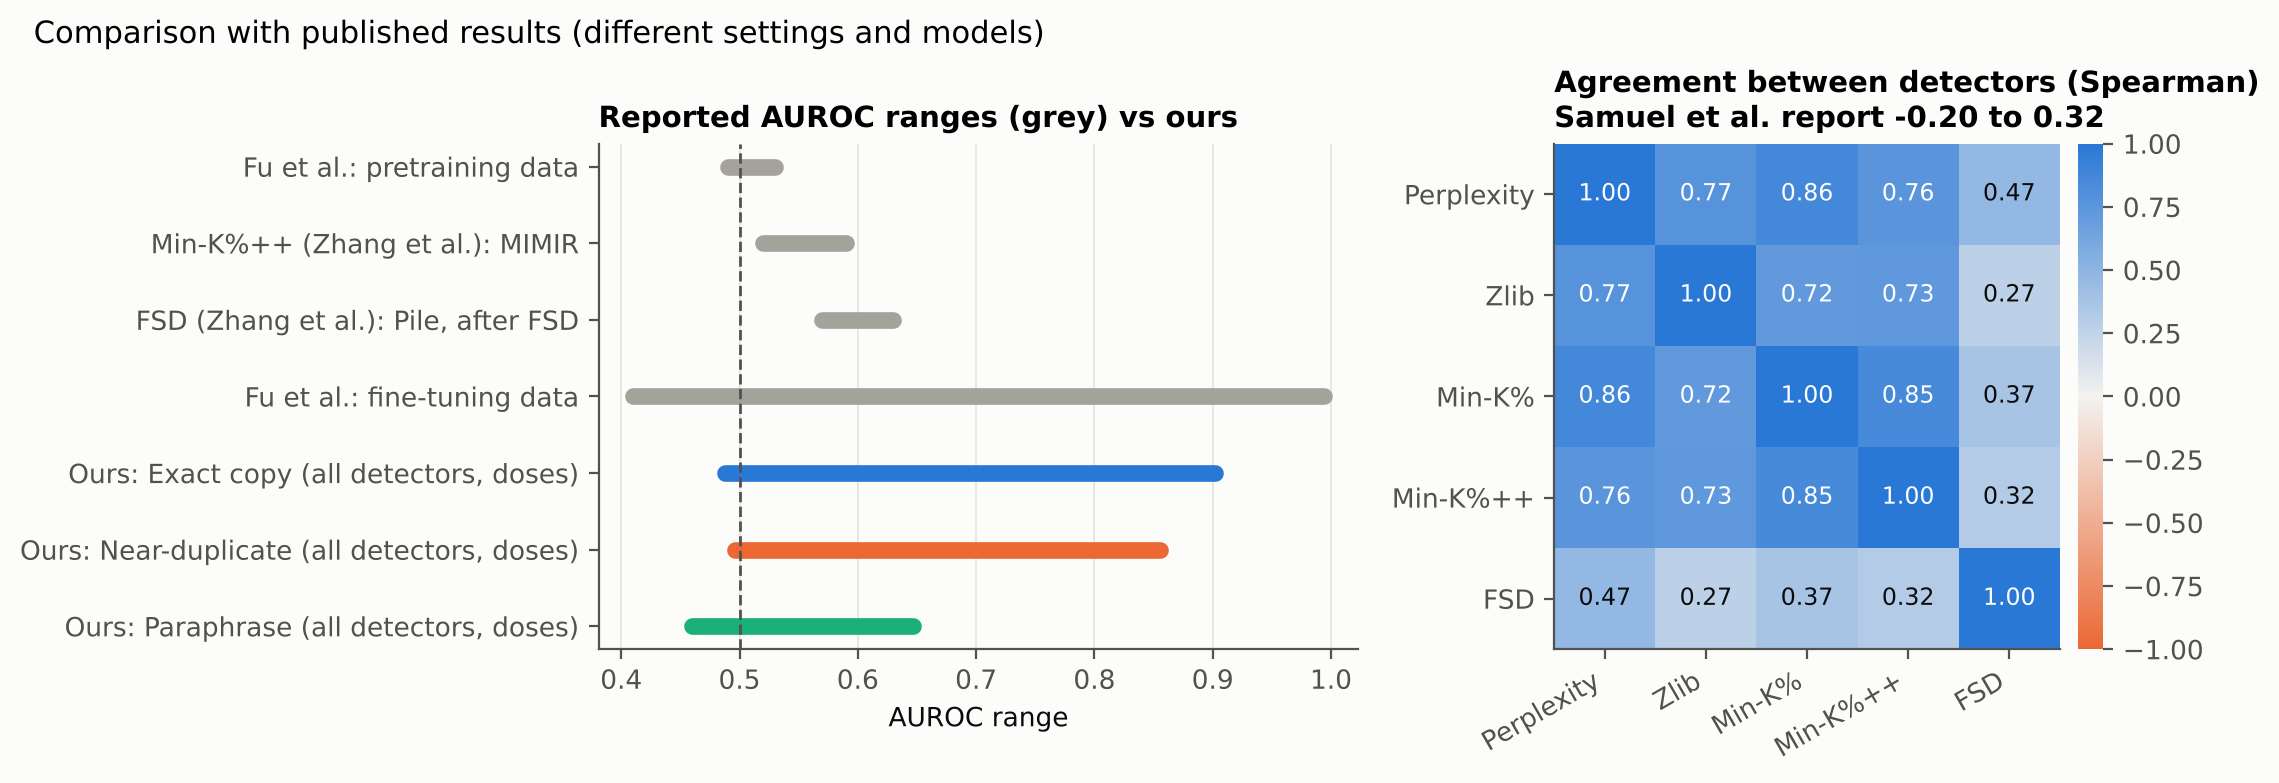 Comparison with published results (different settings and models)
Reported AUROC ranges (grey) vs ours
Fu et al.: pretraining data
Min-K%++ (Zhang et al.): MIMIR
FSD (Zhang et al.): Pile, after FSD
Fu et al.: fine-tuning data
Ours: Exact copy (all detectors, doses)
Ours: Near-duplicate (all detectors, doses)
Ours: Paraphrase (all detectors, doses)
0.4 0.5 0.6 0.7 0.8 0.9 1.0
AUROC range
Agreement between detectors (Spearman)
Samuel et al. report -0.20 to 0.32
Perplexity 1.00 0.77 0.86 0.76 0.47
Zlib 0.77 1.00 0.72 0.73 0.27
Min-K% 0.86 0.72 1.00 0.85 0.37
Min-K%++ 0.76 0.73 0.85 1.00 0.32
FSD 0.47 0.27 0.37 0.32 1.00
Perplexity Zlib Min-K% Min-K%++ FSD
1.00
0.75
0.50
0.25
0.00
−0.25
−0.50
−0.75
−1.00